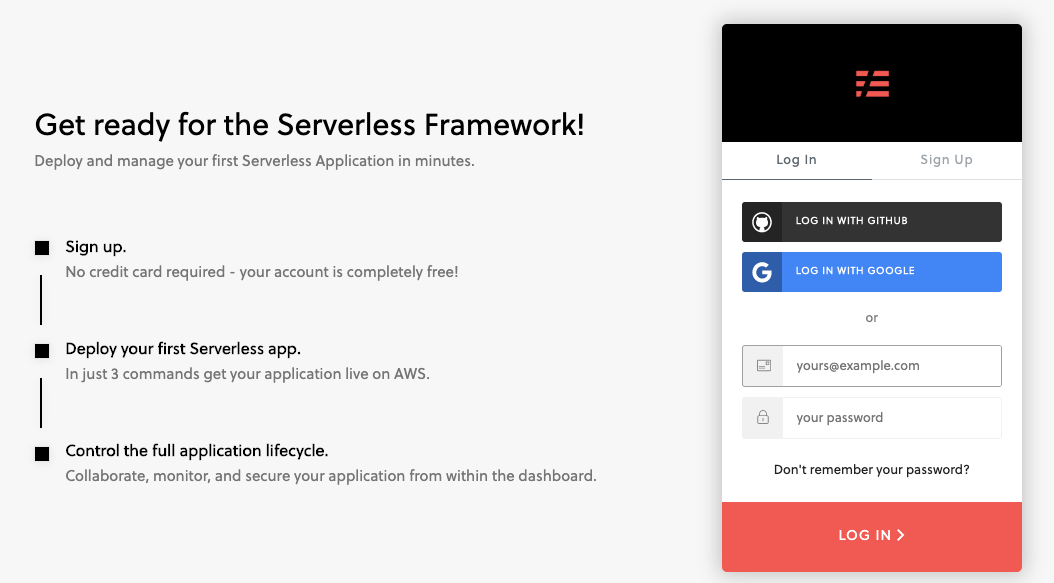 Get ready for the Serverless Framework!
Deploy and manage your first Serverless Application in minutes.
Sign up.
No credit card required - your account is completely free!
Deploy your first Serverless app.
In just 3 commands get your application live on AWS.
Control the full application lifecycle.
Collaborate, monitor, and secure your application from within the dashboard.
Log In
Sign Up
LOG IN WITH GITHUB
LOG IN WITH GOOGLE
or
yours@example.com
your password
Don't remember your password?
LOG IN